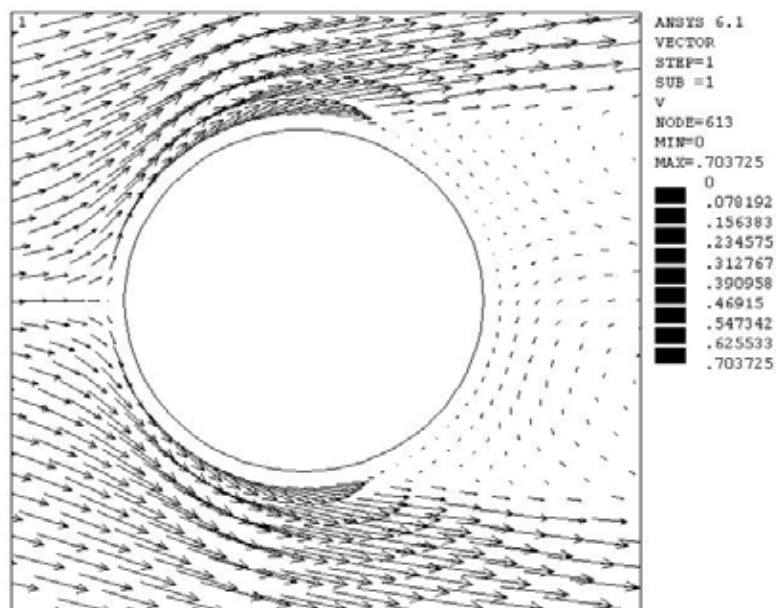 1
ANSYS 6.1
VECTOR
STEP=1
SUB =1
V
NODE=613
MIN=0
MAX=.703725
0
.078192
.156383
.234575
.312767
.390958
.46915
.547342
.625533
.703725